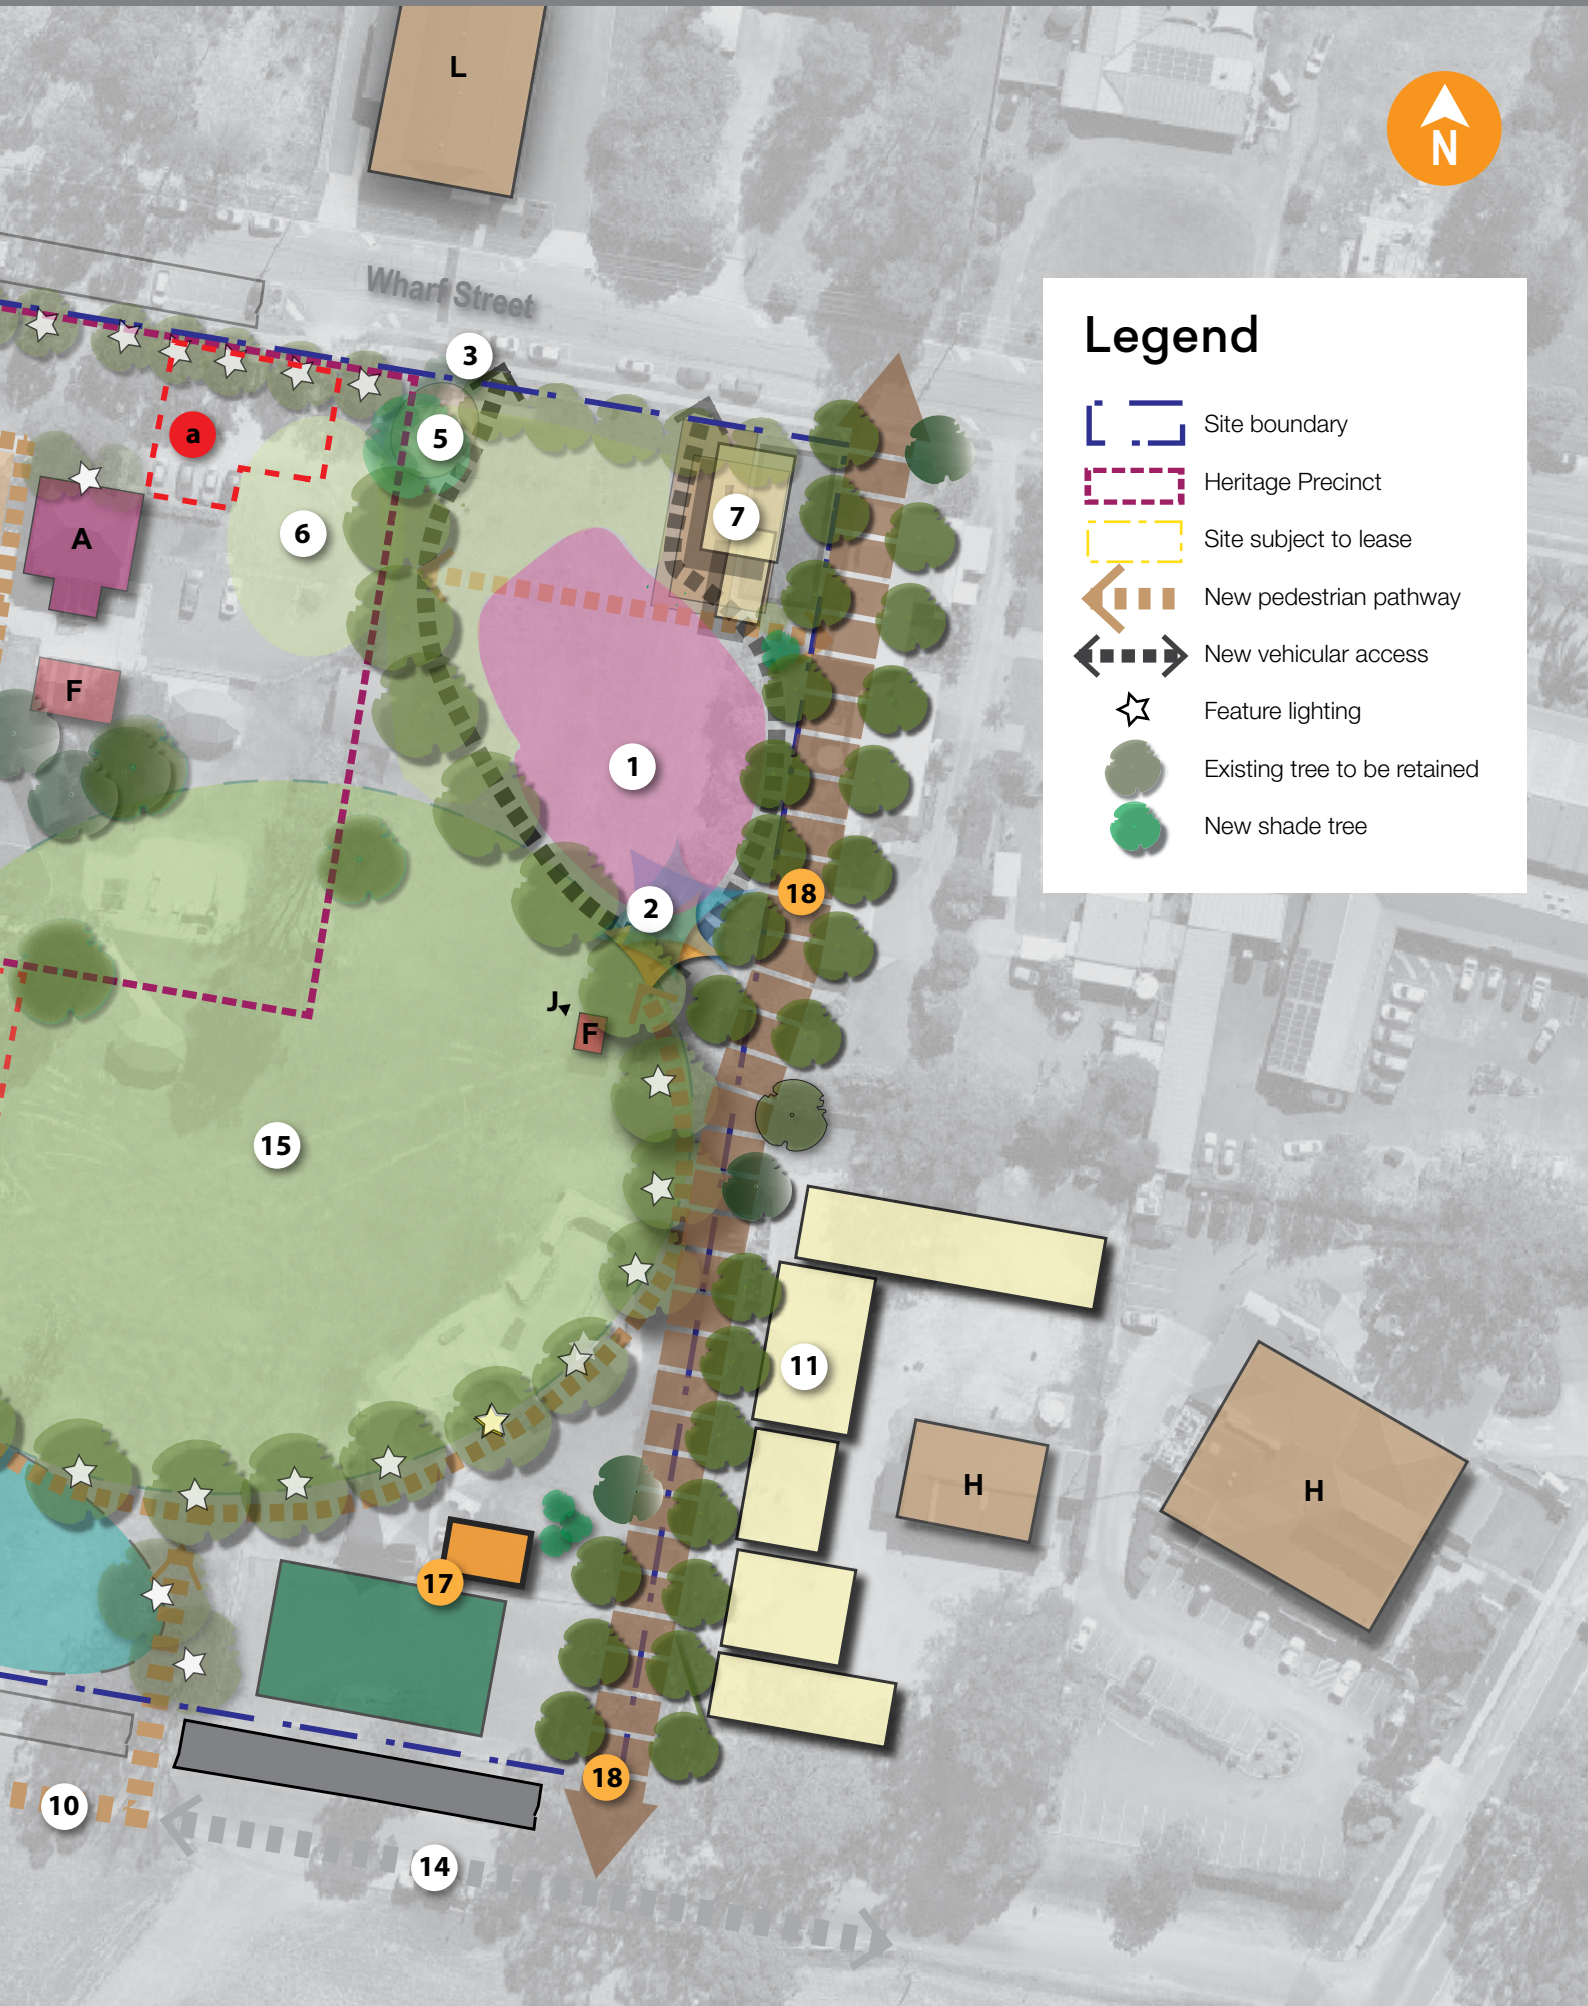 L
N
Wharf Street
Legend
Site boundary
Heritage Precinct
Site subject to lease
New pedestrian pathway
New vehicular access
Feature lighting
Existing tree to be retained
New shade tree
3
a
5
7
6
A
F
1
18
2
J
F
15
11
H
H
17
18
10
14